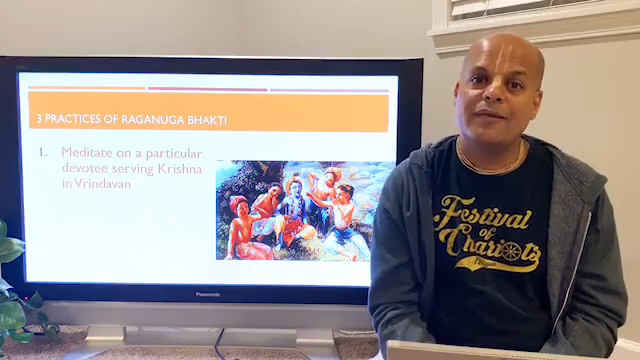 3 PRACTICES OF RAGANUGA BHAKTI
1. Meditate on a particular
devotee serving Krishna
in Vrindavan
Panasonic
Festival
of
Chariots